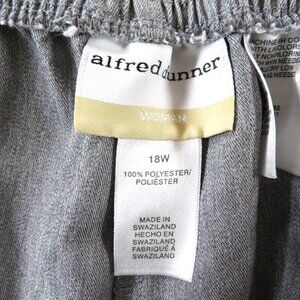 alfred dunner
WOMAN
18W
100% POLYESTER/
POLIÉSTER
MADE IN
SWAZILAND
HECHO EN
SWAZILAND
FABRIQUÉ À
SWAZILAND